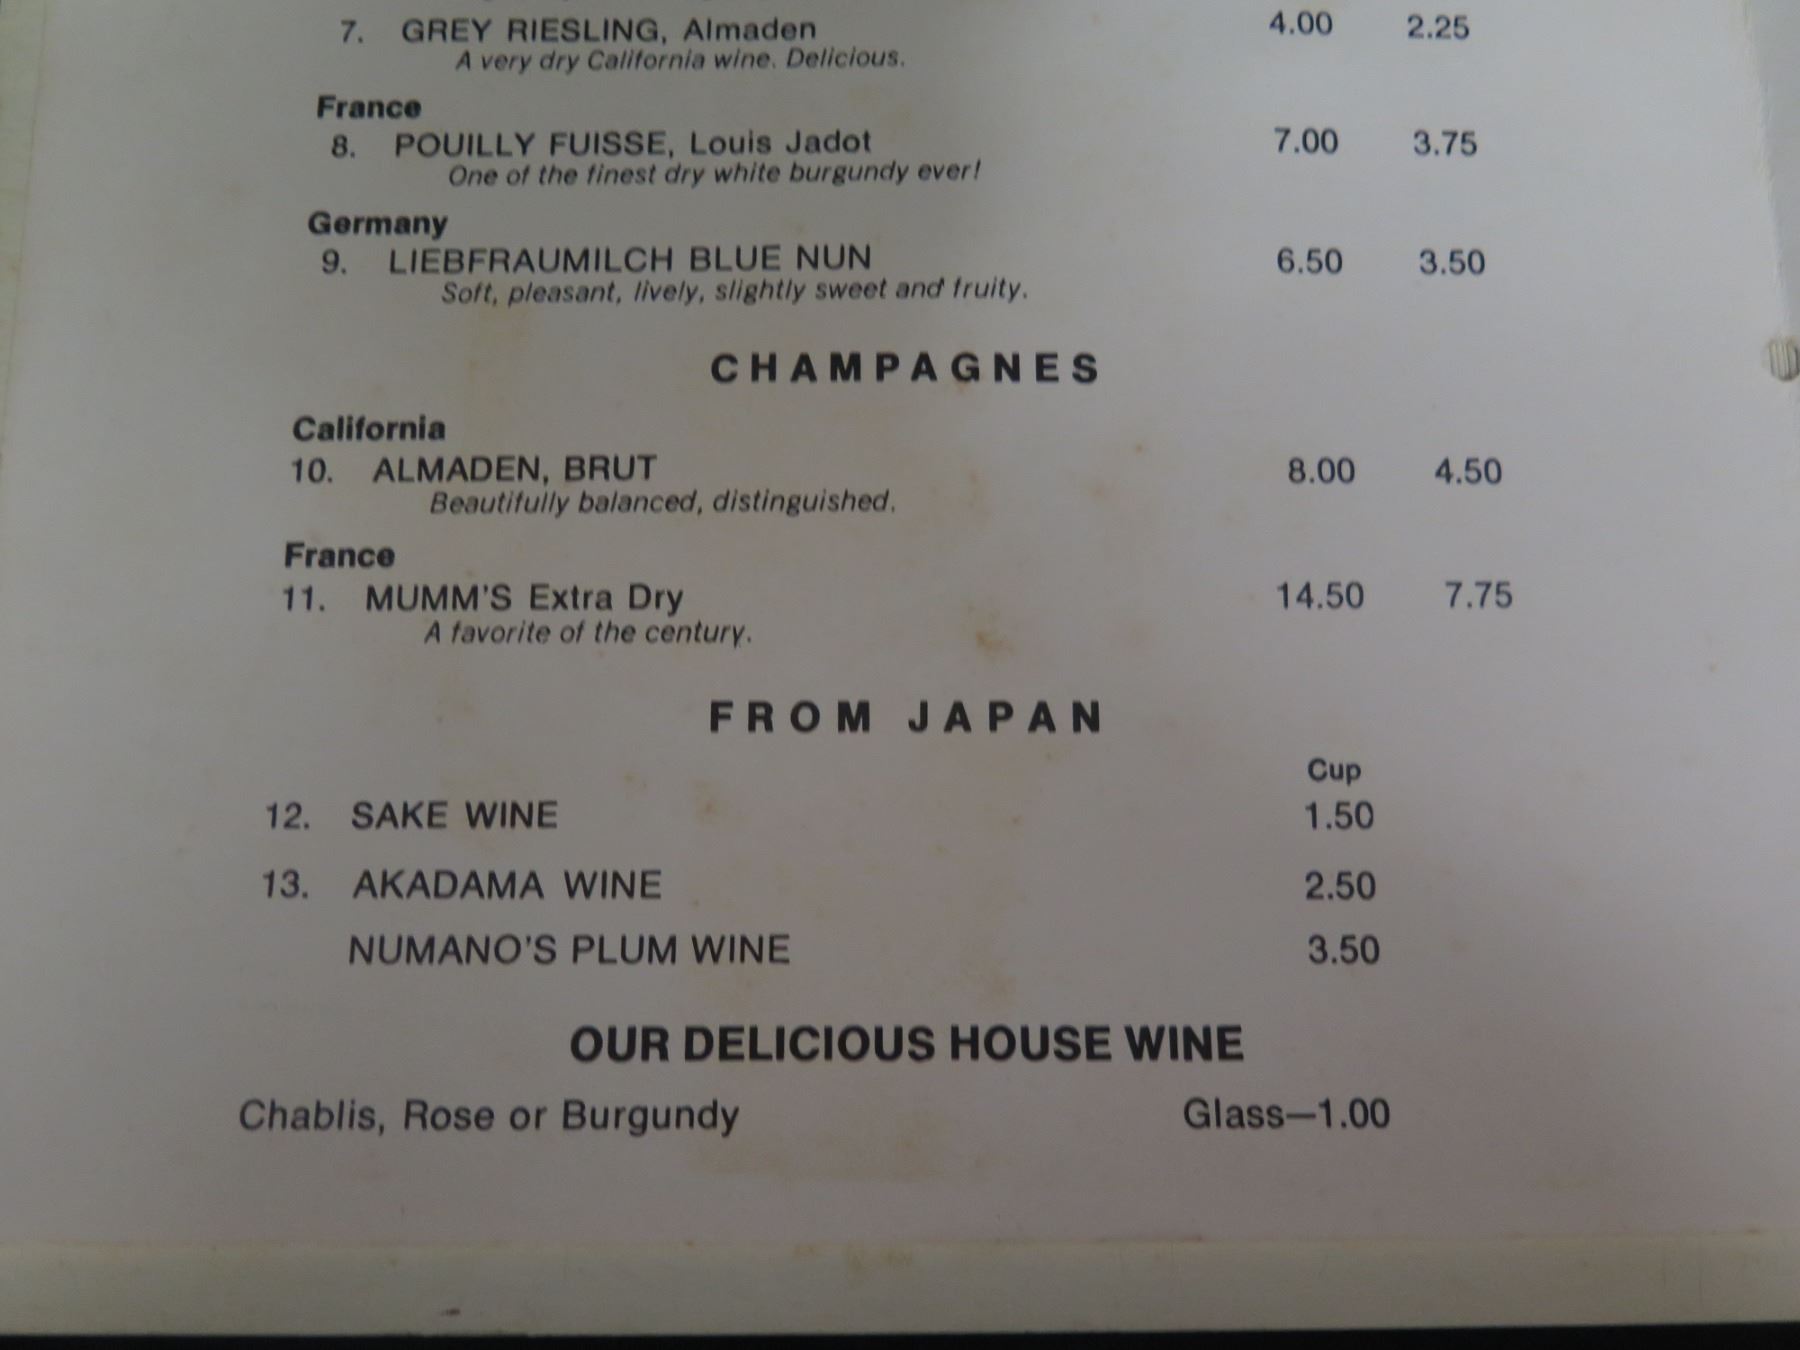 7. GREY RIESLING, Almaden 4.00 2.25
A very dry California wine. Delicious.
France
8. POUILLY FUISSE, Louis Jadot 7.00 3.75
One of the finest dry white burgundy ever!
Germany
9. LIEBFRAUMILCH BLUE NUN 6.50 3.50
Soft, pleasant, lively, slightly sweet and fruity.
CHAMPAGNES
California
10. ALMADEN, BRUT 8.00 4.50
Beautifully balanced, distinguished.
France
11. MUMM'S Extra Dry 14.50 7.75
A favorite of the century.
FROM JAPAN
Cup
12. SAKE WINE 1.50
13. AKADAMA WINE 2.50
NUMANO'S PLUM WINE 3.50
OUR DELICIOUS HOUSE WINE
Chablis, Rose or Burgundy Glass—1.00